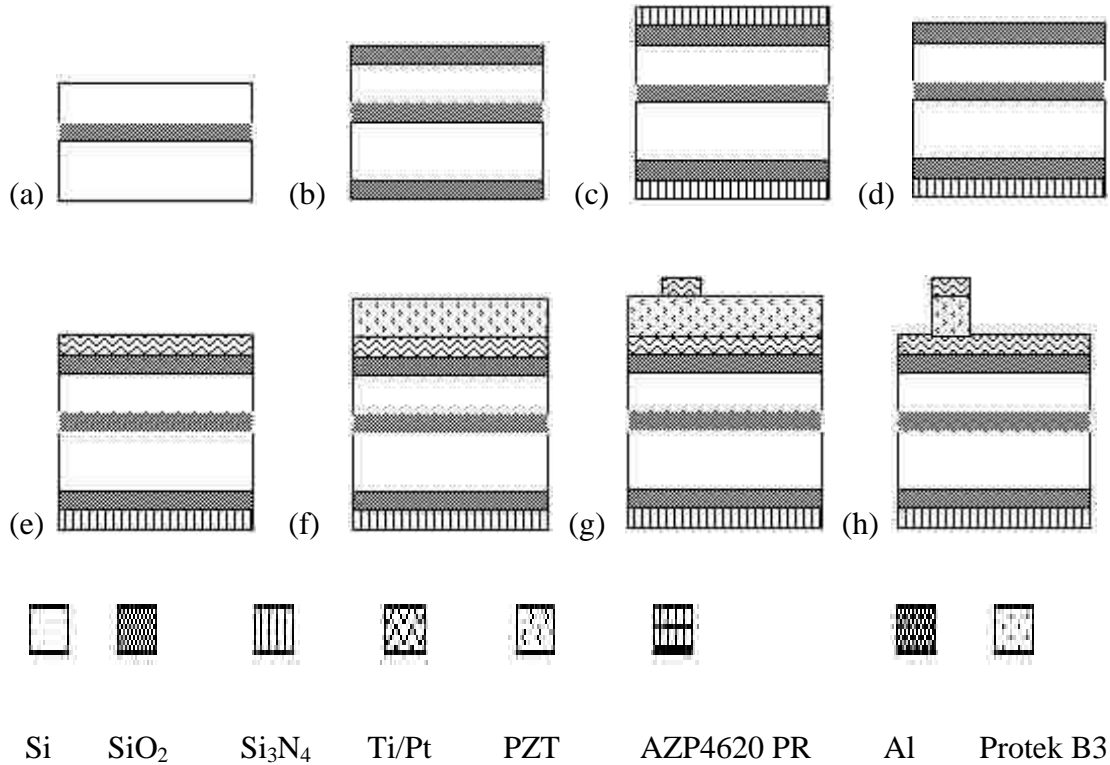 (a) (b) (c) (d)
(e) (f) (g) (h)
Si SiO₂ Si₃N₄ Ti/Pt PZT AZP4620 PR Al Protek B3